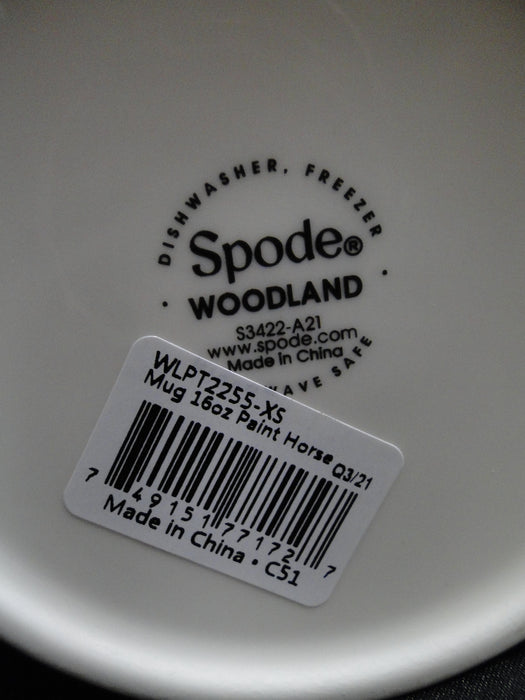 DISHWASHER, FREEZER
Spode®
• WOODLAND •
S3422-A21
www.spode.com
Made in China
WAVE SAFE
WLPT2255-XS
Mug 16oz Paint Horse Q3/21
7 49151 77172 7
Made in China • C51